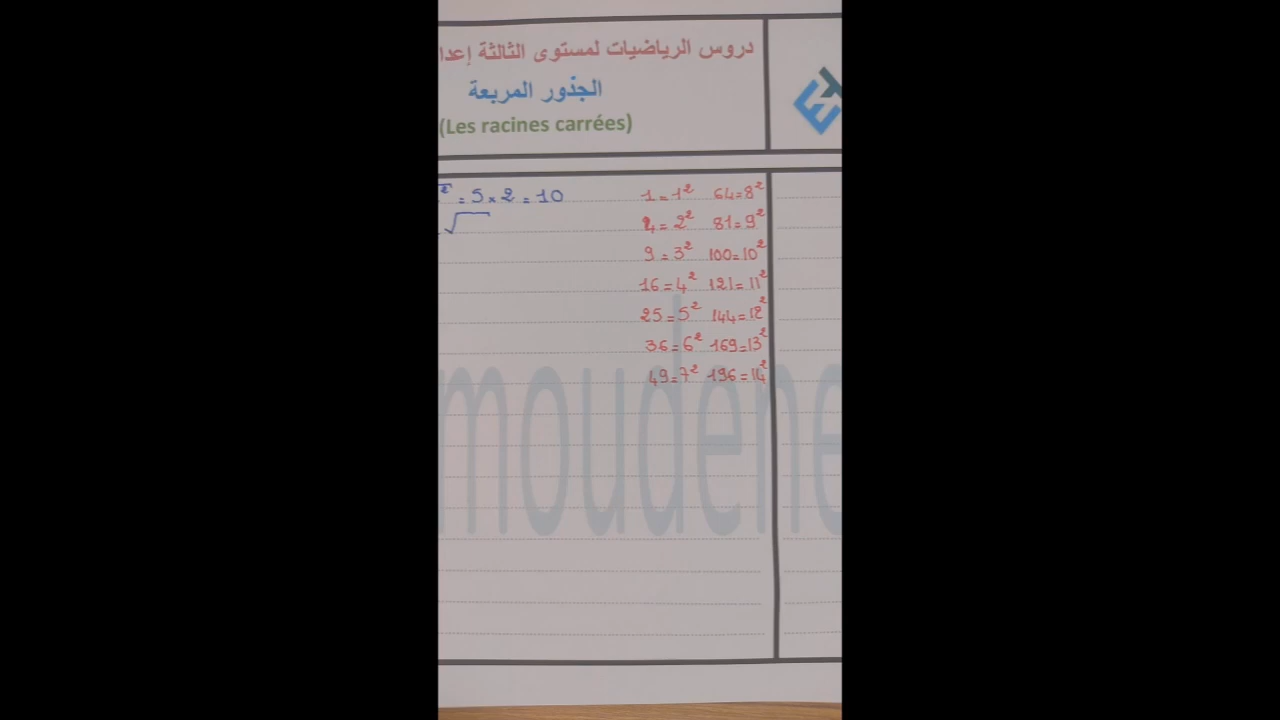 دروس الرياضيات لمستوى الثالثة إعدا
الجذور المربعة
(Les racines carrées)
² = 5 × 2 = 10
√
1 = 1² 64 = 8²
4 = 2² 81 = 9²
9 = 3² 100 = 10²
16 = 4² 121 = 11²
25 = 5² 144 = 12²
36 = 6² 169 = 13²
49 = 7² 196 = 14²
moudene